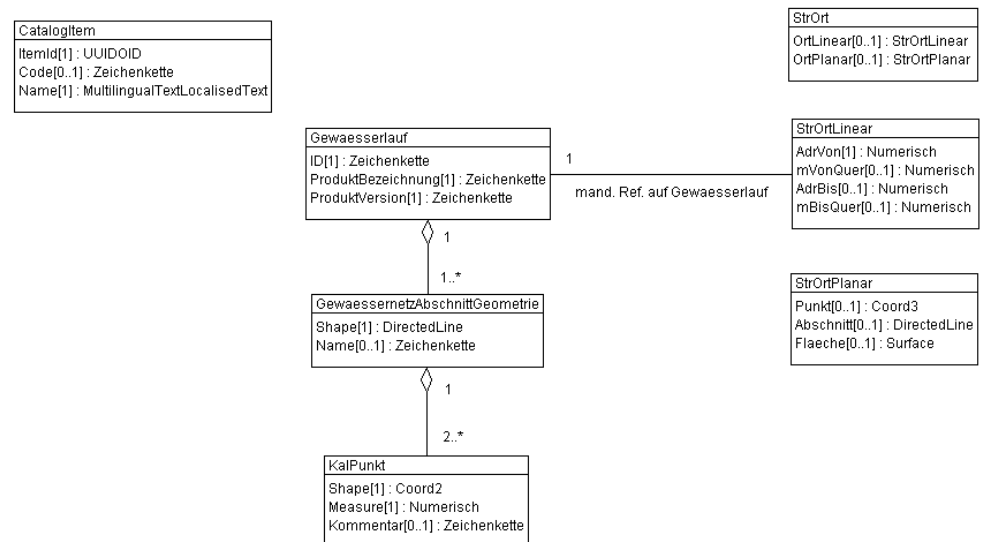 CatalogItem
ItemId[1] : UUIDOID
Code[0..1] : Zeichenkette
Name[1] : MultilingualTextLocalisedText
StrOrt
OrtLinear[0..1] : StrOrtLinear
OrtPlanar[0..1] : StrOrtPlanar
Gewaesserlauf
ID[1] : Zeichenkette
ProduktBezeichnung[1] : Zeichenkette
ProduktVersion[1] : Zeichenkette
1
mand. Ref. auf Gewaesserlauf
StrOrtLinear
AdrVon[1] : Numerisch
mVonQuer[0..1] : Numerisch
AdrBis[0..1] : Numerisch
mBisQuer[0..1] : Numerisch
1
1..*
GewaessernetzAbschnittGeometrie
Shape[1] : DirectedLine
Name[0..1] : Zeichenkette
StrOrtPlanar
Punkt[0..1] : Coord3
Abschnitt[0..1] : DirectedLine
Flaeche[0..1] : Surface
1
2..*
KalPunkt
Shape[1] : Coord2
Measure[1] : Numerisch
Kommentar[0..1] : Zeichenkette